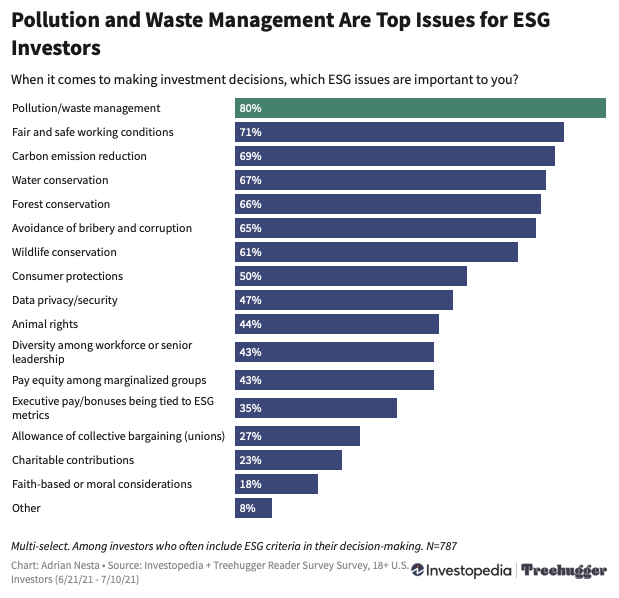 Pollution and Waste Management Are Top Issues for ESG
Investors
When it comes to making investment decisions, which ESG issues are important to you?
Pollution/waste management 80%
Fair and safe working conditions 71%
Carbon emission reduction 69%
Water conservation 67%
Forest conservation 66%
Avoidance of bribery and corruption 65%
Wildlife conservation 61%
Consumer protections 50%
Data privacy/security 47%
Animal rights 44%
Diversity among workforce or senior
leadership 43%
Pay equity among marginalized groups 43%
Executive pay/bonuses being tied to ESG
metrics 35%
Allowance of collective bargaining (unions) 27%
Charitable contributions 23%
Faith-based or moral considerations 18%
Other 8%
Multi-select. Among investors who often include ESG criteria in their decision-making. N=787
Chart: Adrian Nesta • Source: Investopedia + Treehugger Reader Survey Survey, 18+ U.S.
Investors (6/21/21 - 7/10/21)
Investopedia | Treehugger